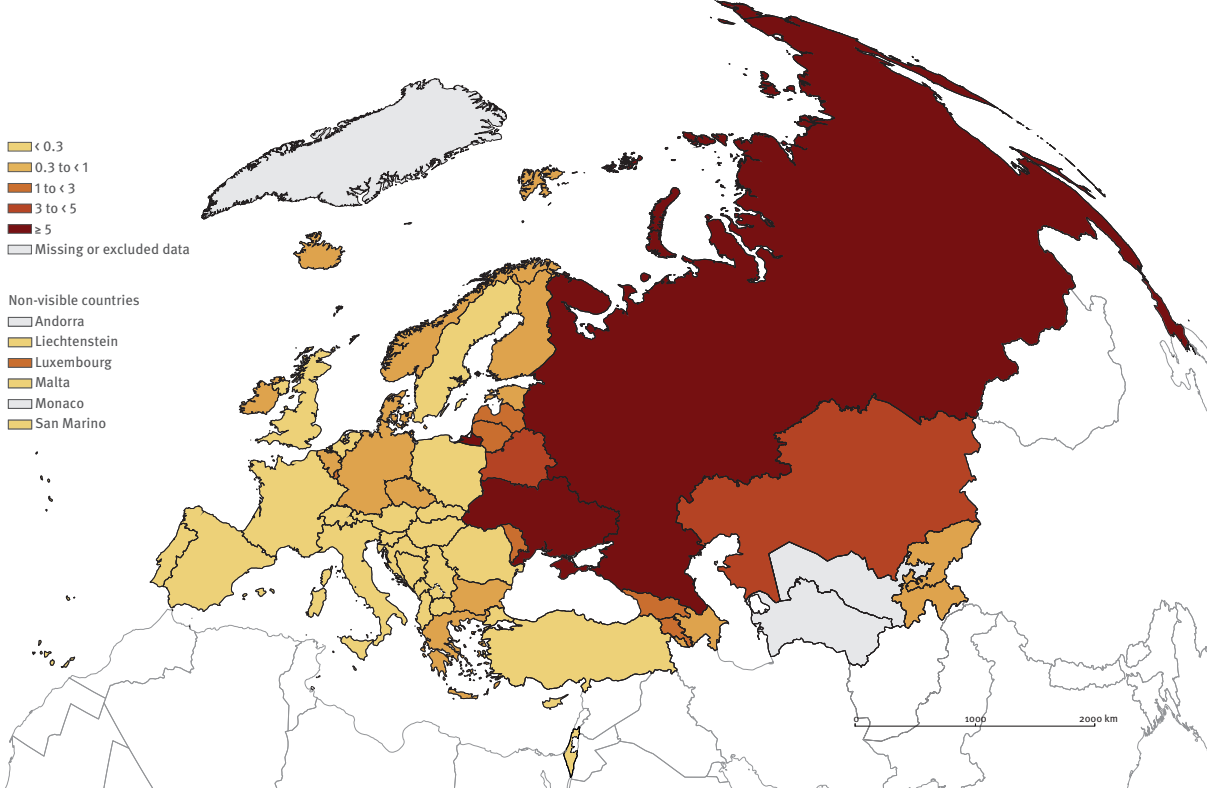 < 0.3
0.3 to < 1
1 to < 3
3 to < 5
≥ 5
Missing or excluded data
Non-visible countries
Andorra
Liechtenstein
Luxembourg
Malta
Monaco
San Marino
0 1000 2000 km